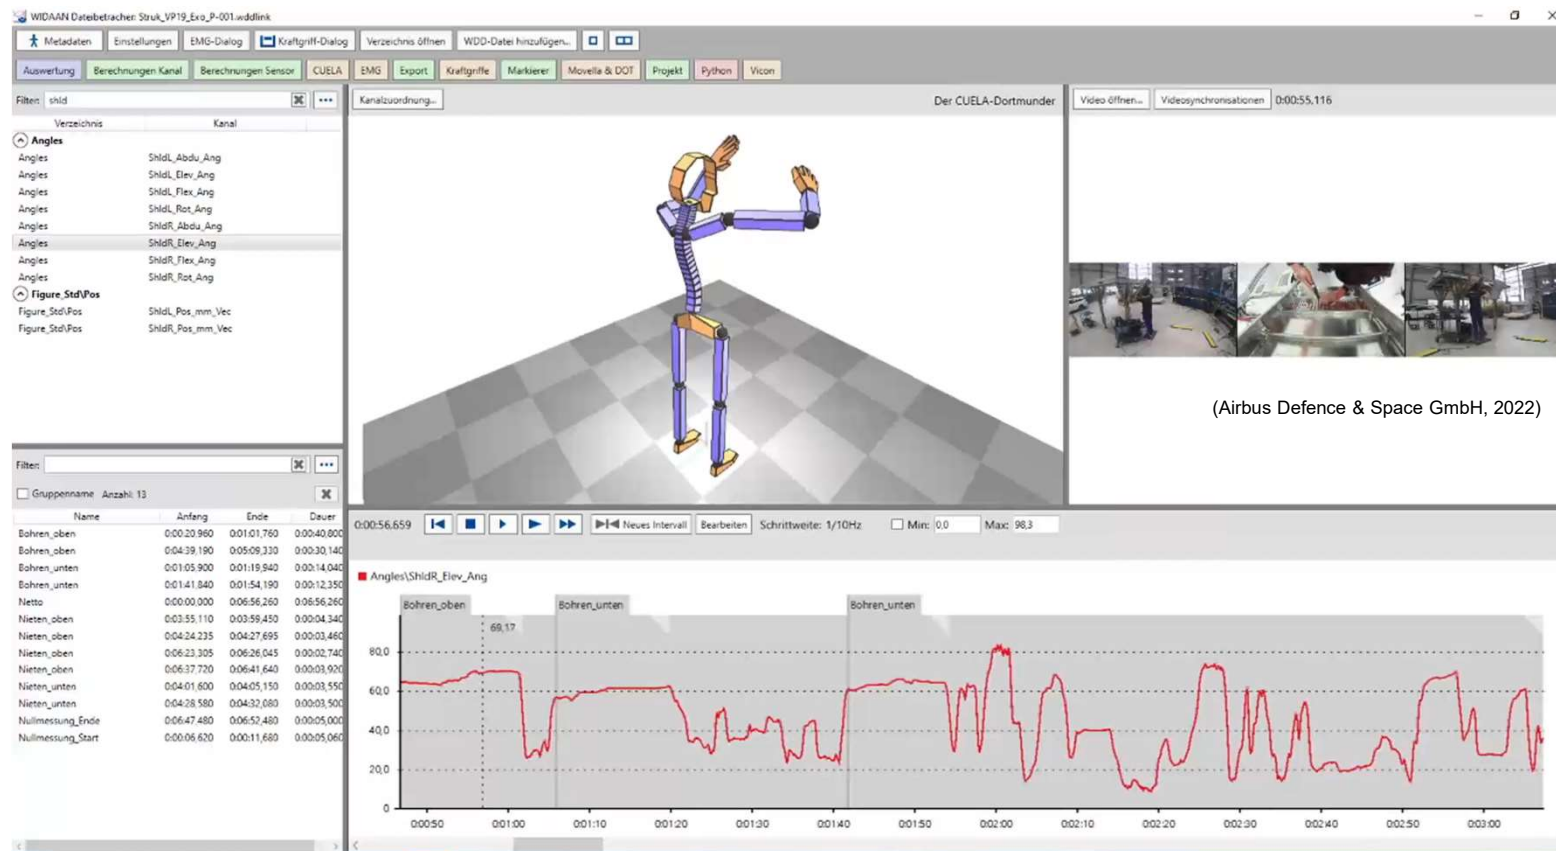 WIDAAN Dateibetracher: Struk_VP19_Exo_P-001.wddlink
Metadaten Einstellungen EMG-Dialog Kraftgriff-Dialog Verzeichnis öffnen WDD-Datei hinzufügen...
Auswertung Berechnungen Kanal Berechnungen Sensor CUELA EMG Export Kraftgriffe Markierer Movella & DOT Projekt Python Vicon
Filter: shld
Verzeichnis Kanal
Angles
Angles ShldL_Abdu_Ang
Angles ShldL_Elev_Ang
Angles ShldL_Flex_Ang
Angles ShldL_Rot_Ang
Angles ShldR_Abdu_Ang
Angles ShldR_Elev_Ang
Angles ShldR_Flex_Ang
Angles ShldR_Rot_Ang
Figure_Std\Pos
Figure_Std\Pos ShldL_Pos_mm_Vec
Figure_Std\Pos ShldR_Pos_mm_Vec
Kanalzuordnung... Der CUELA-Dortmunder
Video öffnen... Videosynchronisationen 0:00:55,116
(Airbus Defence & Space GmbH, 2022)
Filter:
Gruppenname Anzahl: 13
Name Anfang Ende Dauer
Bohren_oben 0:00:20,960 0:01:01,760 0:00:40,800
Bohren_oben 0:04:39,190 0:05:09,330 0:00:30,140
Bohren_unten 0:01:05,900 0:01:19,940 0:00:14,040
Bohren_unten 0:01:41,840 0:01:54,190 0:00:12,350
Netto 0:00:00,000 0:06:56,260 0:06:56,260
Nieten_oben 0:03:55,110 0:03:59,450 0:00:04,340
Nieten_oben 0:04:24,235 0:04:27,695 0:00:03,460
Nieten_oben 0:06:23,305 0:06:26,045 0:00:02,740
Nieten_oben 0:06:37,720 0:06:41,640 0:00:03,920
Nieten_unten 0:04:01,600 0:04:05,150 0:00:03,550
Nieten_unten 0:04:28,580 0:04:32,080 0:00:03,500
Nullmessung_Ende 0:06:47,480 0:06:52,480 0:00:05,000
Nullmessung_Start 0:00:06,620 0:00:11,680 0:00:05,060
0:00:56,659 Neues Intervall Bearbeiten Schrittweite: 1/10Hz Min: 0,0 Max: 98,3
Angles\ShldR_Elev_Ang
Bohren_oben Bohren_unten Bohren_unten
69,17
80,0
60,0
40,0
20,0
0
0:00:50 0:01:00 0:01:10 0:01:20 0:01:30 0:01:40 0:01:50 0:02:00 0:02:10 0:02:20 0:02:30 0:02:40 0:02:50 0:03:00